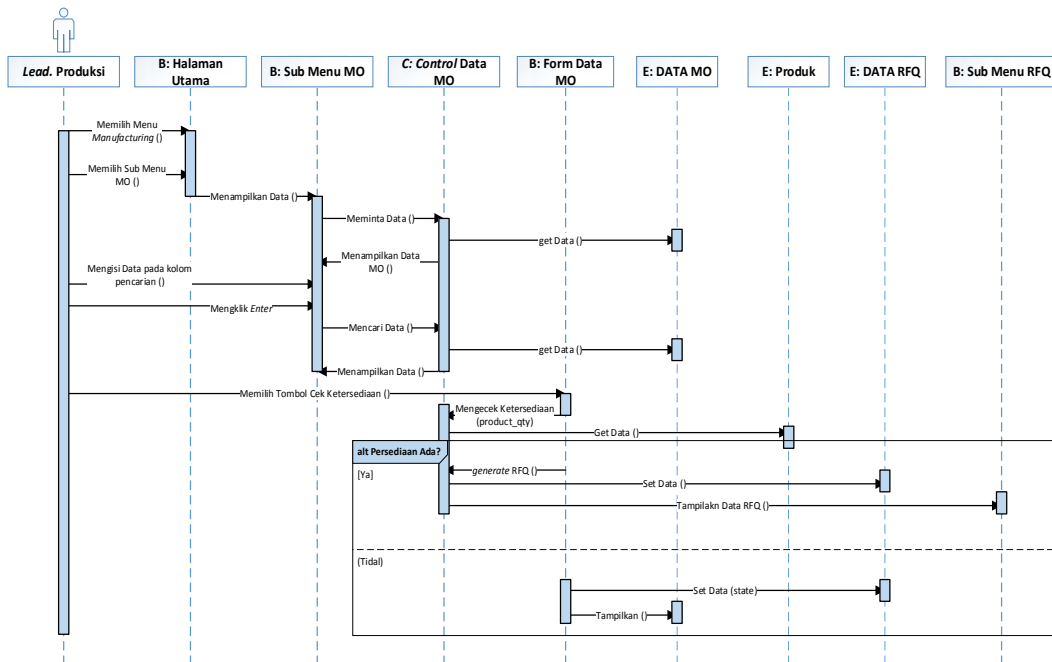 Lead. Produksi
B: Halaman
Utama
B: Sub Menu MO
C: Control Data
MO
B: Form Data
MO
E: DATA MO
E: Produk
E: DATA RFQ
B: Sub Menu RFQ
Memilih Menu
Manufacturing ()
Memilih Sub Menu
MO ()
Menampilkan Data ()
Meminta Data ()
get Data ()
Menampilkan Data
MO ()
Mengisi Data pada kolom
pencarian ()
Mengklik Enter
Mencari Data ()
get Data ()
Menampilkan Data ()
Memilih Tombol Cek Ketersediaan ()
Mengecek Ketersediaan
(product_qty)
Get Data ()
alt Persediaan Ada?
[Ya]
generate RFQ ()
Set Data ()
Tampilakn Data RFQ ()
(Tidal)
Set Data (state)
Tampilkan ()